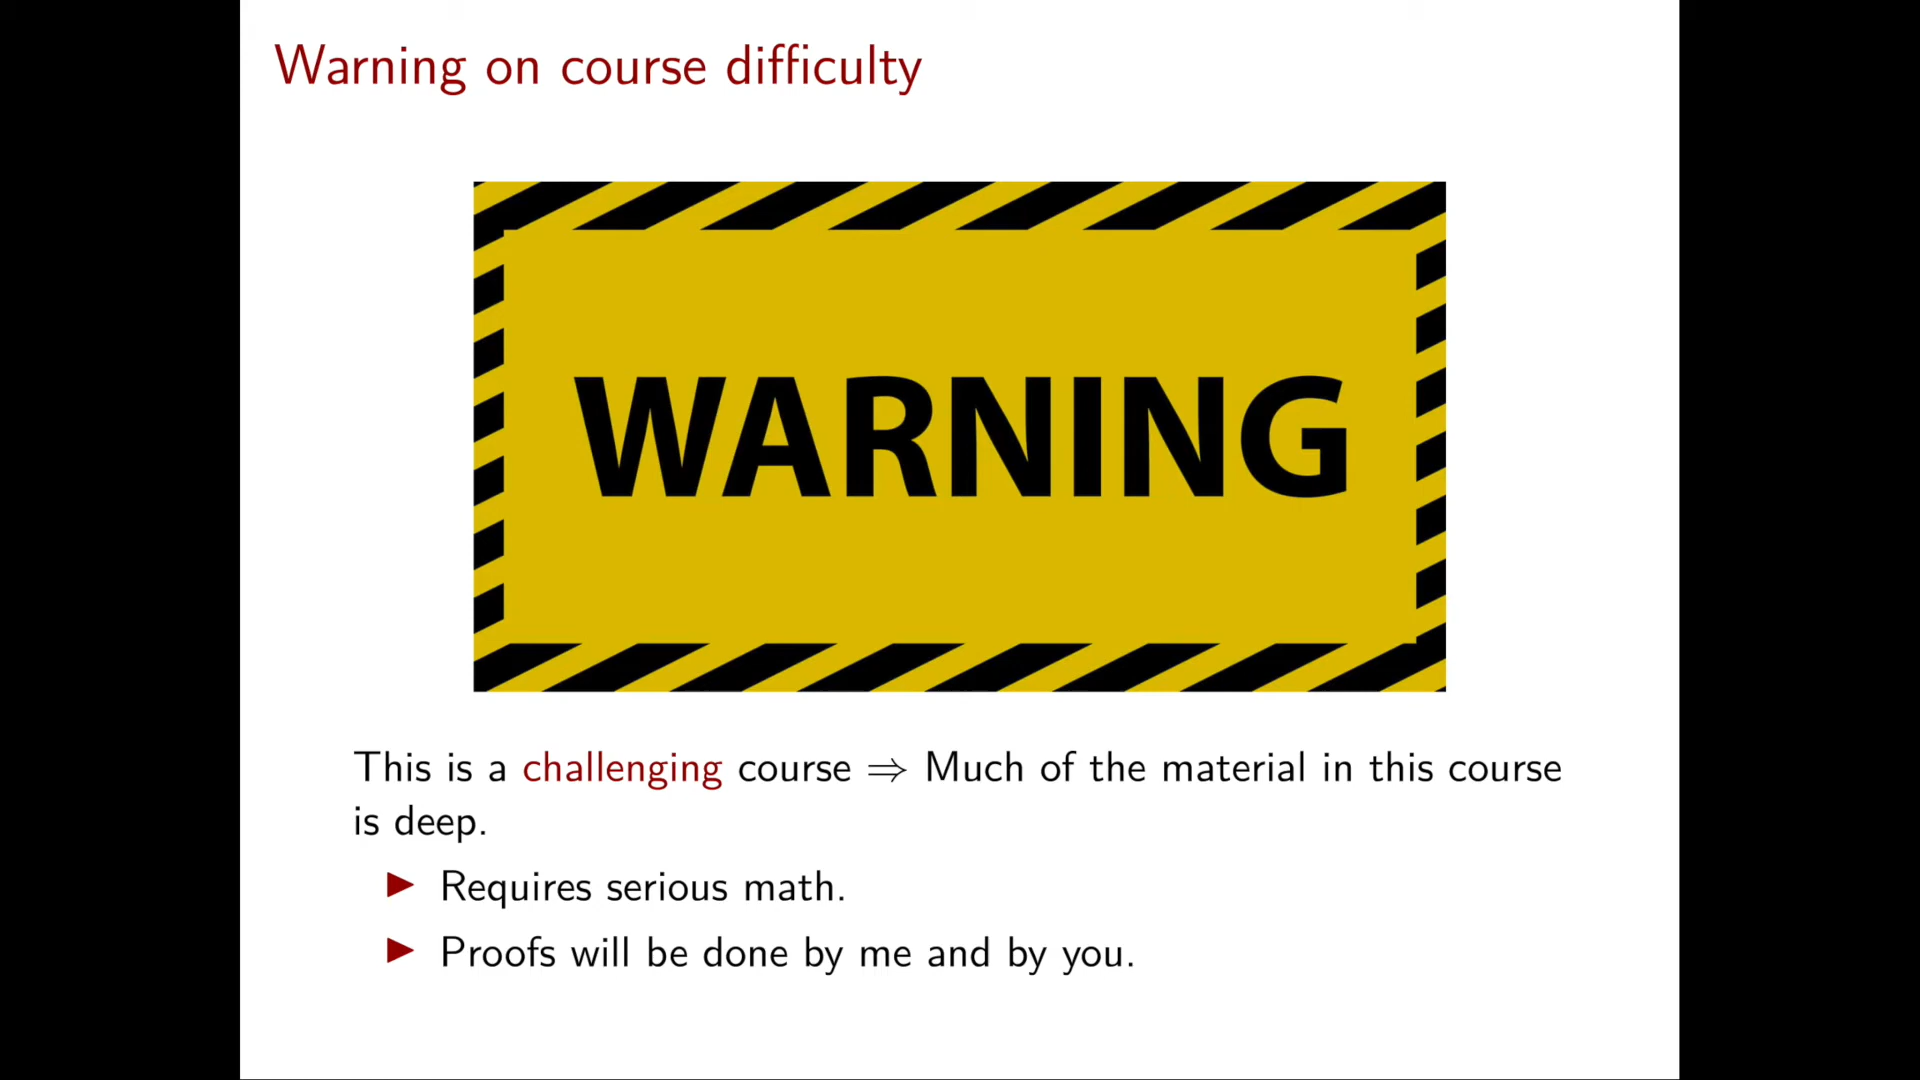 Warning on course difficulty
WARNING
This is a challenging course ⇒ Much of the material in this course
is deep.
▶ Requires serious math.
▶ Proofs will be done by me and by you.